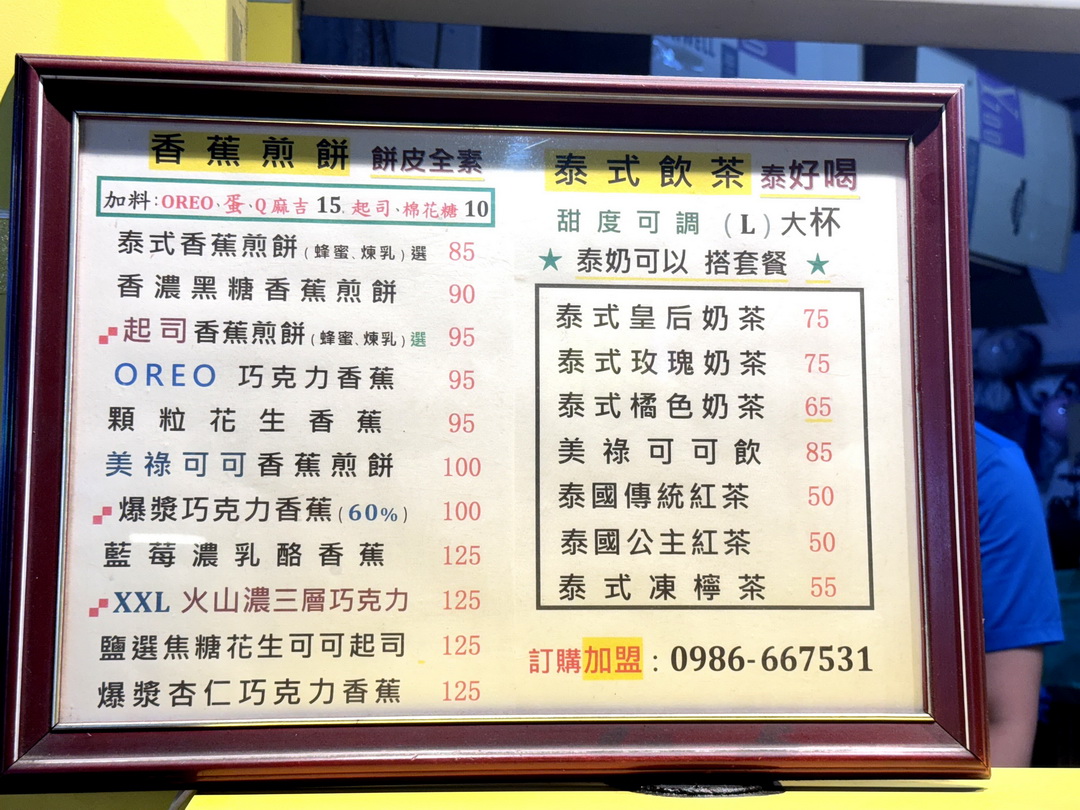 香蕉煎餅 餅皮全素
加料:OREO、蛋、Q麻吉15、起司、棉花糖10
泰式香蕉煎餅(蜂蜜、煉乳)選 85
香濃黑糖香蕉煎餅 90
起司香蕉煎餅(蜂蜜、煉乳)選 95
OREO 巧克力香蕉 95
顆粒花生香蕉 95
美祿可可香蕉煎餅 100
爆漿巧克力香蕉(60%) 100
藍莓濃乳酪香蕉 125
XXL 火山濃三層巧克力 125
鹽選焦糖花生可可起司 125
爆漿杏仁巧克力香蕉 125
泰式飲茶 泰好喝
甜度可調 (L)大杯
★ 泰奶可以 搭套餐 ★
泰式皇后奶茶 75
泰式玫瑰奶茶 75
泰式橘色奶茶 65
美祿可可飲 85
泰國傳統紅茶 50
泰國公主紅茶 50
泰式凍檸茶 55
訂購加盟:0986-667531
Y700